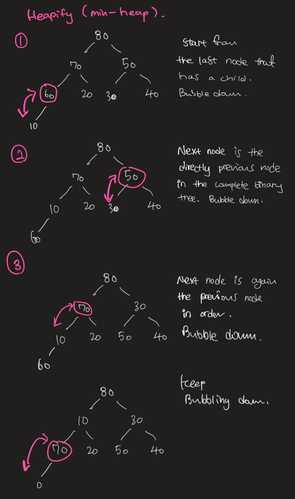 Heapify (min-heap).
①
80
70 50
60 20 30 40
10
Start from
the last node that
has a child.
Bubble down.
②
80
70 50
10 20 30 40
60
Next node is the
directly previous node
in the complete binary
tree. Bubble down.
③
80
70 30
10 20 50 40
60
Next node is again
the previous node
in order.
Bubble down.
80
10 30
70 20 50 40
0
keep
Bubbling down.